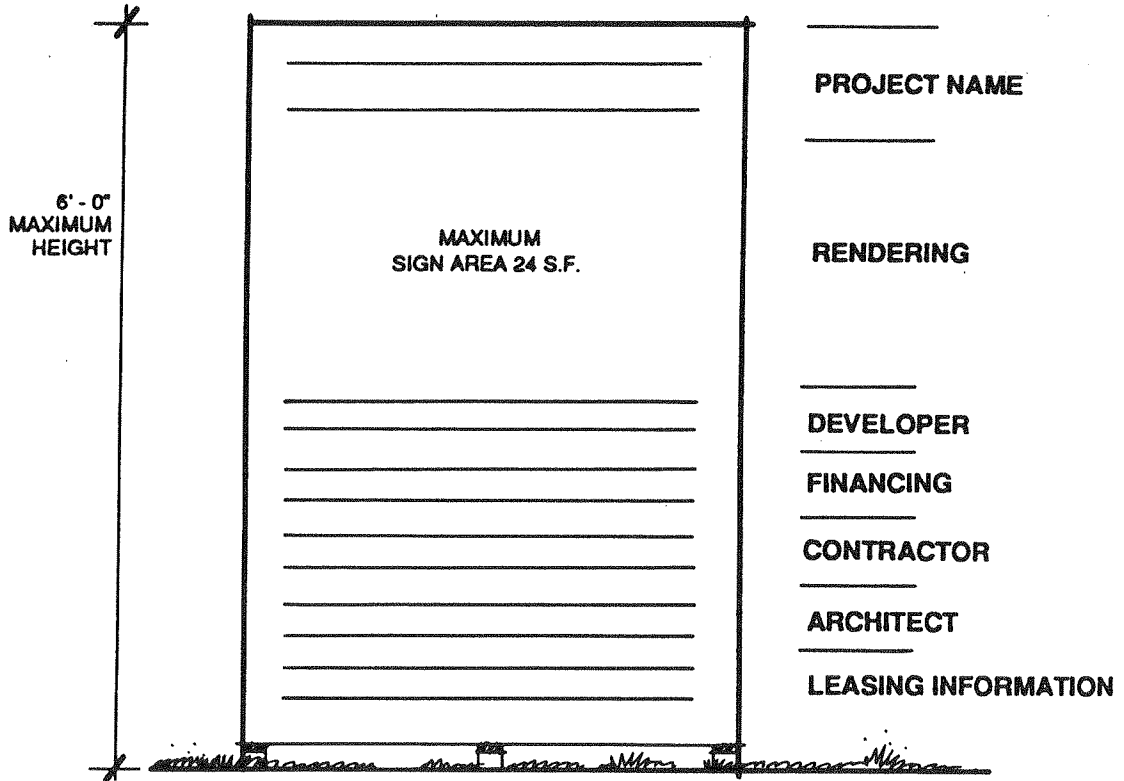 PROJECT NAME
6' - 0"
MAXIMUM
HEIGHT
MAXIMUM
SIGN AREA 24 S.F.
RENDERING
DEVELOPER
FINANCING
CONTRACTOR
ARCHITECT
LEASING INFORMATION